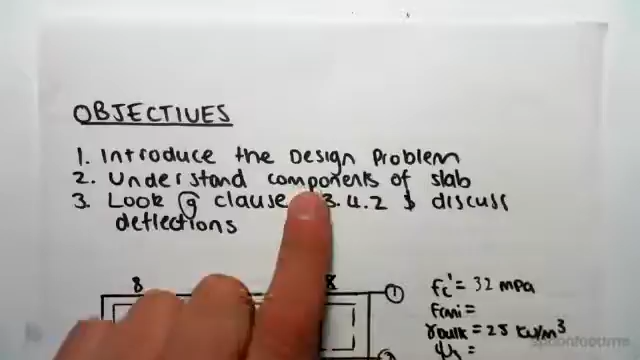 OBJECTIVES
1. Introduce the Design Problem
2. Understand components of slab
3. Look @ clause 3.4.2 & discuss
deflections
8 8 1
fc' = 32 mpa
γbulk = 25 kN/m³